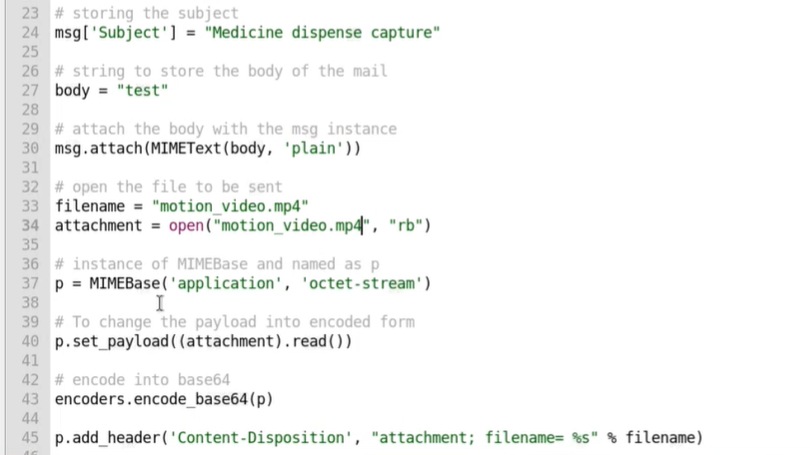 23 # storing the subject
24 msg['Subject'] = "Medicine dispense capture"
25
26 # string to store the body of the mail
27 body = "test"
28
29 # attach the body with the msg instance
30 msg.attach(MIMEText(body, 'plain'))
31
32 # open the file to be sent
33 filename = "motion_video.mp4"
34 attachment = open("motion_video.mp4", "rb")
35
36 # instance of MIMEBase and named as p
37 p = MIMEBase('application', 'octet-stream')
38
39 # To change the payload into encoded form
40 p.set_payload((attachment).read())
41
42 # encode into base64
43 encoders.encode_base64(p)
44
45 p.add_header('Content-Disposition', "attachment; filename= %s" % filename)